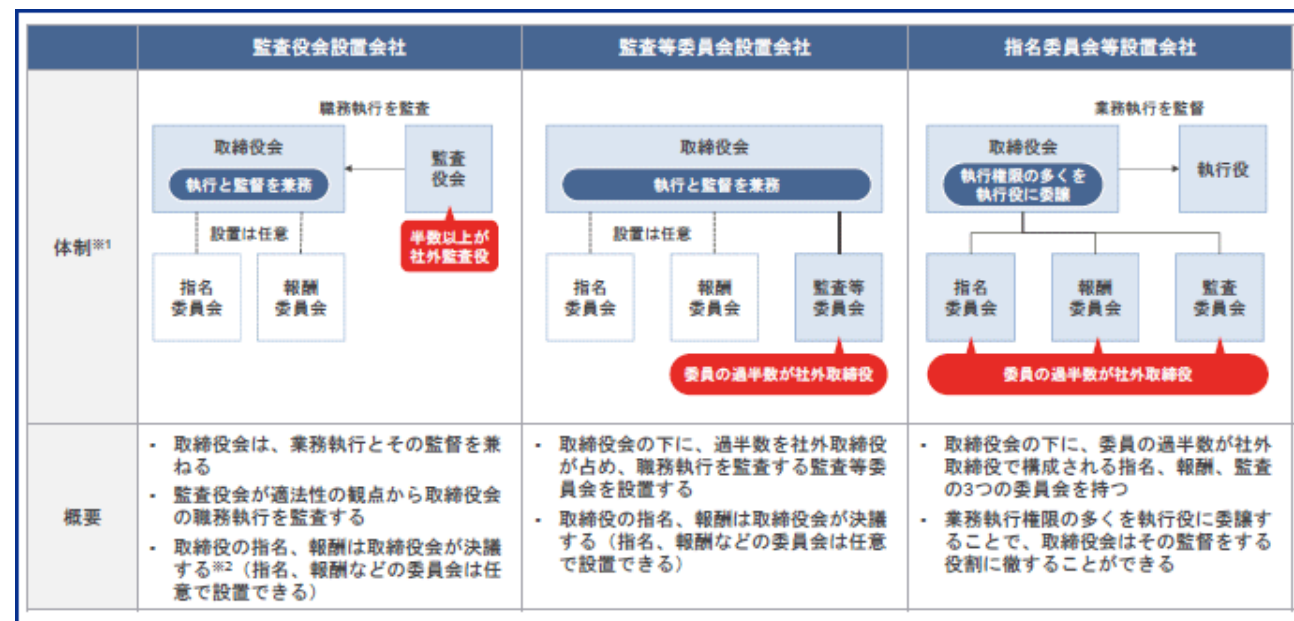 監査役会設置会社
監査等委員会設置会社
指名委員会等設置会社
体制※1
職務執行を監査
取締役会
執行と監督を兼務
監査
役会
設置は任意
半数以上が
社外監査役
指名
委員会
報酬
委員会
取締役会
執行と監督を兼務
設置は任意
指名
委員会
報酬
委員会
監査等
委員会
委員の過半数が社外取締役
業務執行を監督
取締役会
執行権限の多くを
執行役に委譲
執行役
指名
委員会
報酬
委員会
監査
委員会
委員の過半数が社外取締役
概要
・ 取締役会は、業務執行とその監督を兼
ねる
・ 監査役会が適法性の観点から取締役会
の職務執行を監査する
・ 取締役の指名、報酬は取締役会が決議
する※2（指名、報酬などの委員会は任
意で設置できる）
・ 取締役会の下に、過半数を社外取締役
が占め、職務執行を監査する監査等委
員会を設置する
・ 取締役の指名、報酬は取締役会が決議
する（指名、報酬などの委員会は任意
で設置できる）
・ 取締役会の下に、委員の過半数が社外
取締役で構成される指名、報酬、監査
の3つの委員会を持つ
・ 業務執行権限の多くを執行役に委譲す
ることで、取締役会はその監督をする
役割に徹することができる